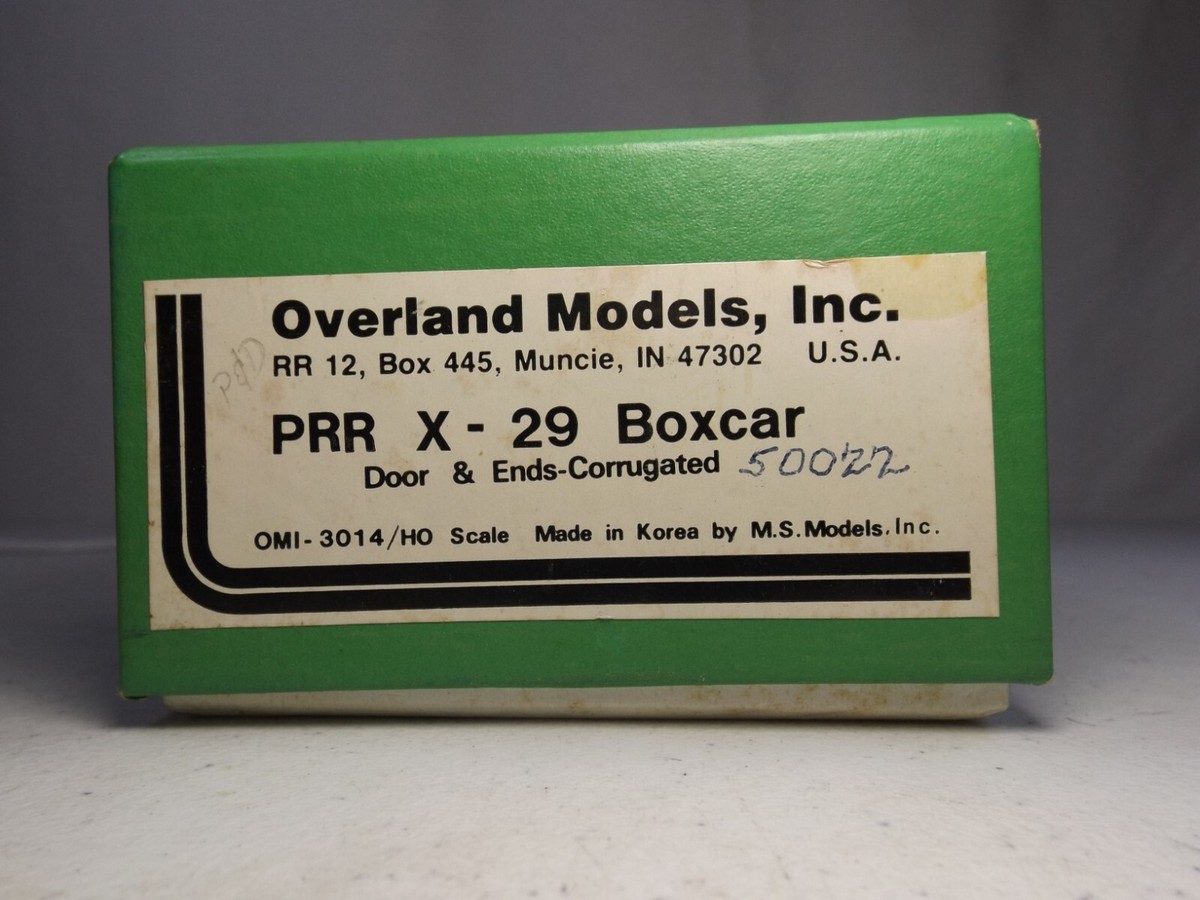 Overland Models, Inc.
RR 12, Box 445, Muncie, IN 47302 U.S.A.
P&D
PRR X - 29 Boxcar
Door & Ends-Corrugated 50022
OMI-3014/HO Scale Made in Korea by M.S. Models, Inc.